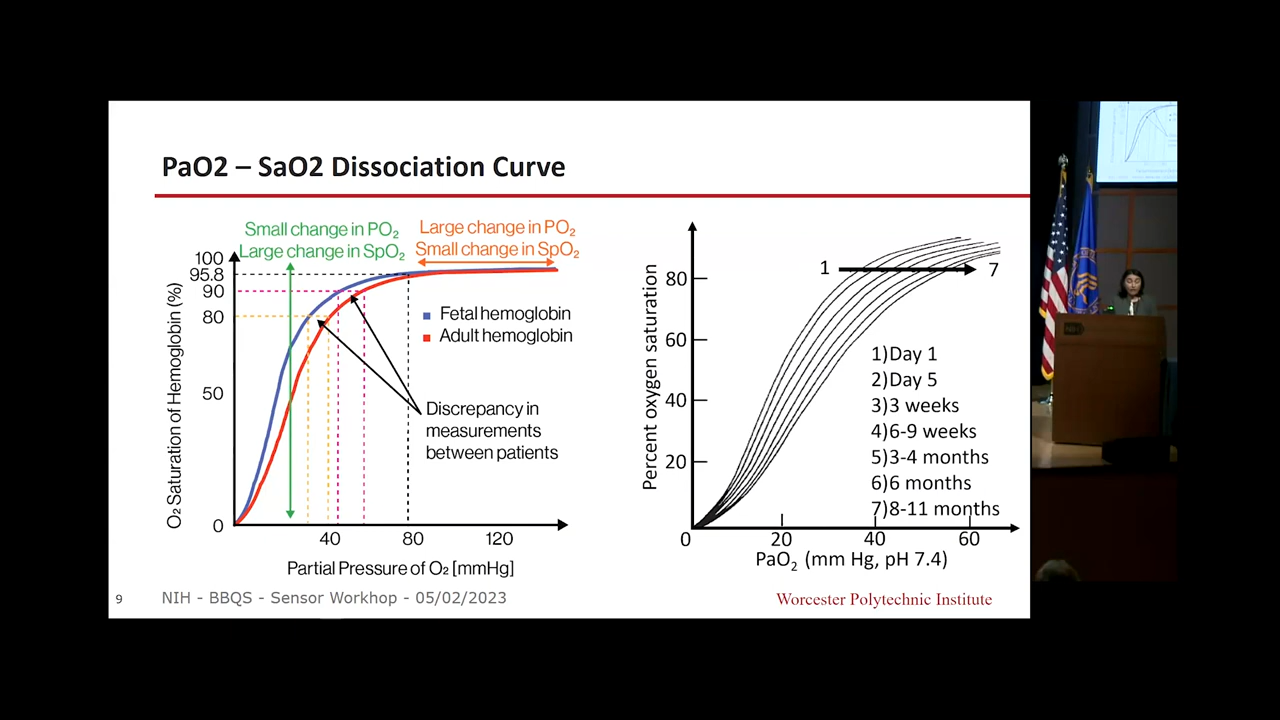 PaO2 – SaO2 Dissociation Curve
Small change in PO₂
Large change in SpO₂
Large change in PO₂
Small change in SpO₂
100
95.8
90
80
50
0
O₂ Saturation of Hemoglobin (%)
Fetal hemoglobin
Adult hemoglobin
Discrepancy in
measurements
between patients
40
80
120
Partial Pressure of O₂ [mmHg]
Percent oxygen saturation
80
60
40
20
1
7
1)Day 1
2)Day 5
3)3 weeks
4)6-9 weeks
5)3-4 months
6)6 months
7)8-11 months
0
20
40
60
PaO₂ (mm Hg, pH 7.4)
9
NIH - BBQS - Sensor Workhop - 05/02/2023
Worcester Polytechnic Institute
NIH